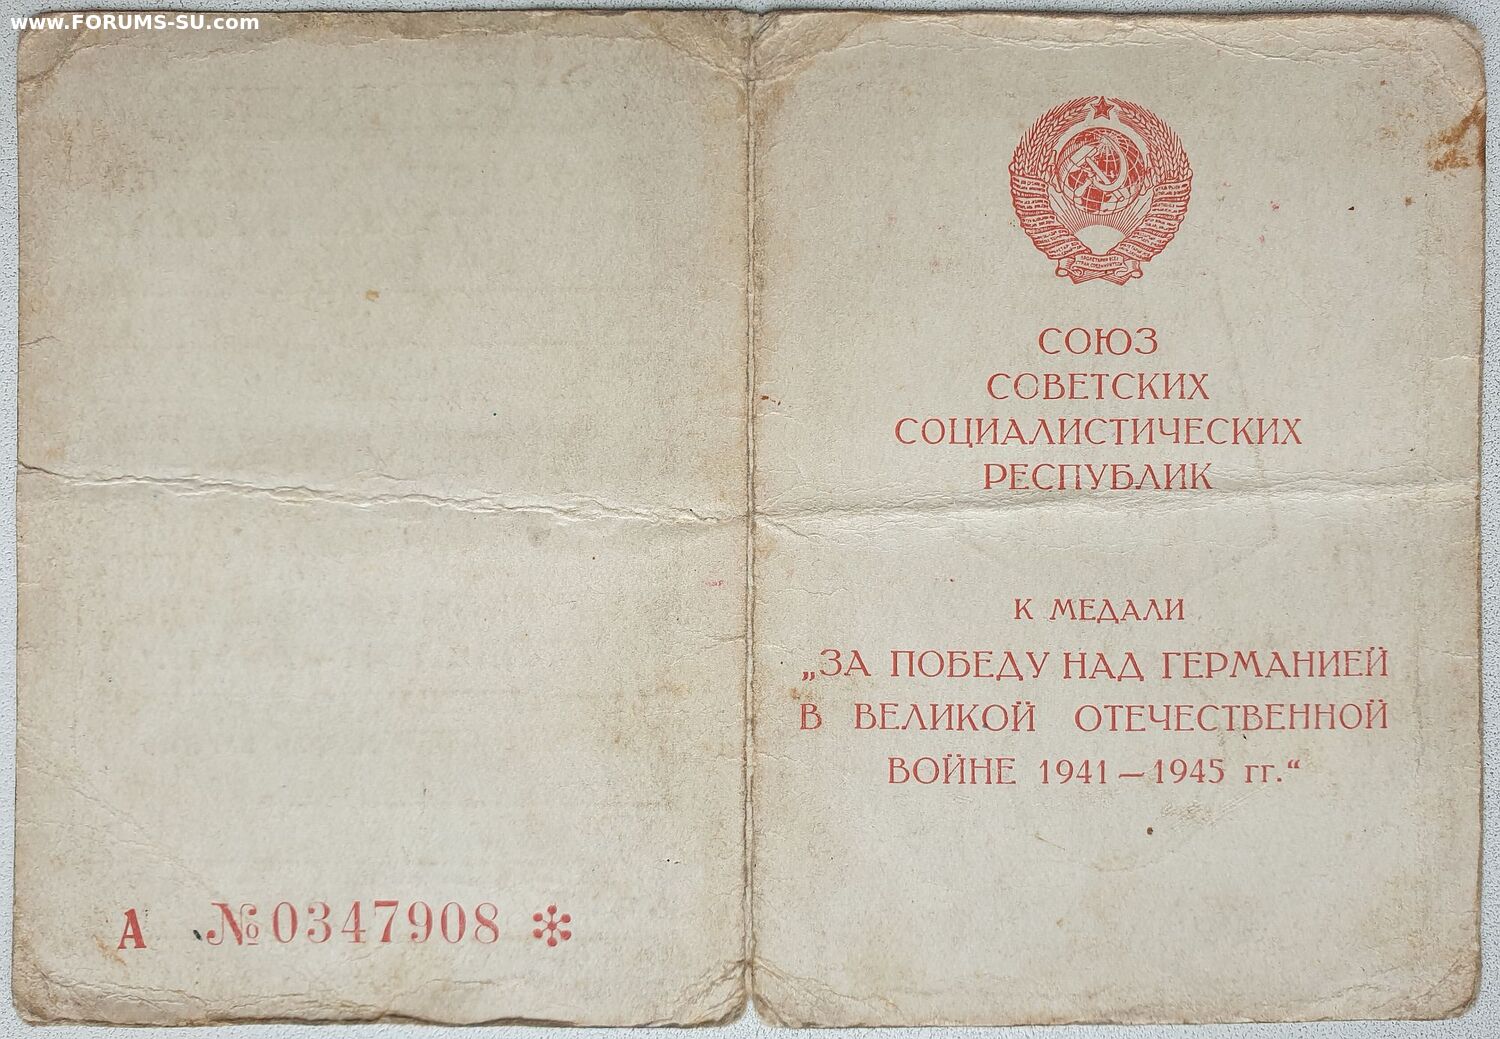 www.FORUMS-SU.com
А №0347908 *
СОЮЗ
СОВЕТСКИХ
СОЦИАЛИСТИЧЕСКИХ
РЕСПУБЛИК
К МЕДАЛИ
„ЗА ПОБЕДУ НАД ГЕРМАНИЕЙ
В ВЕЛИКОЙ ОТЕЧЕСТВЕННОЙ
ВОЙНЕ 1941—1945 гг.“